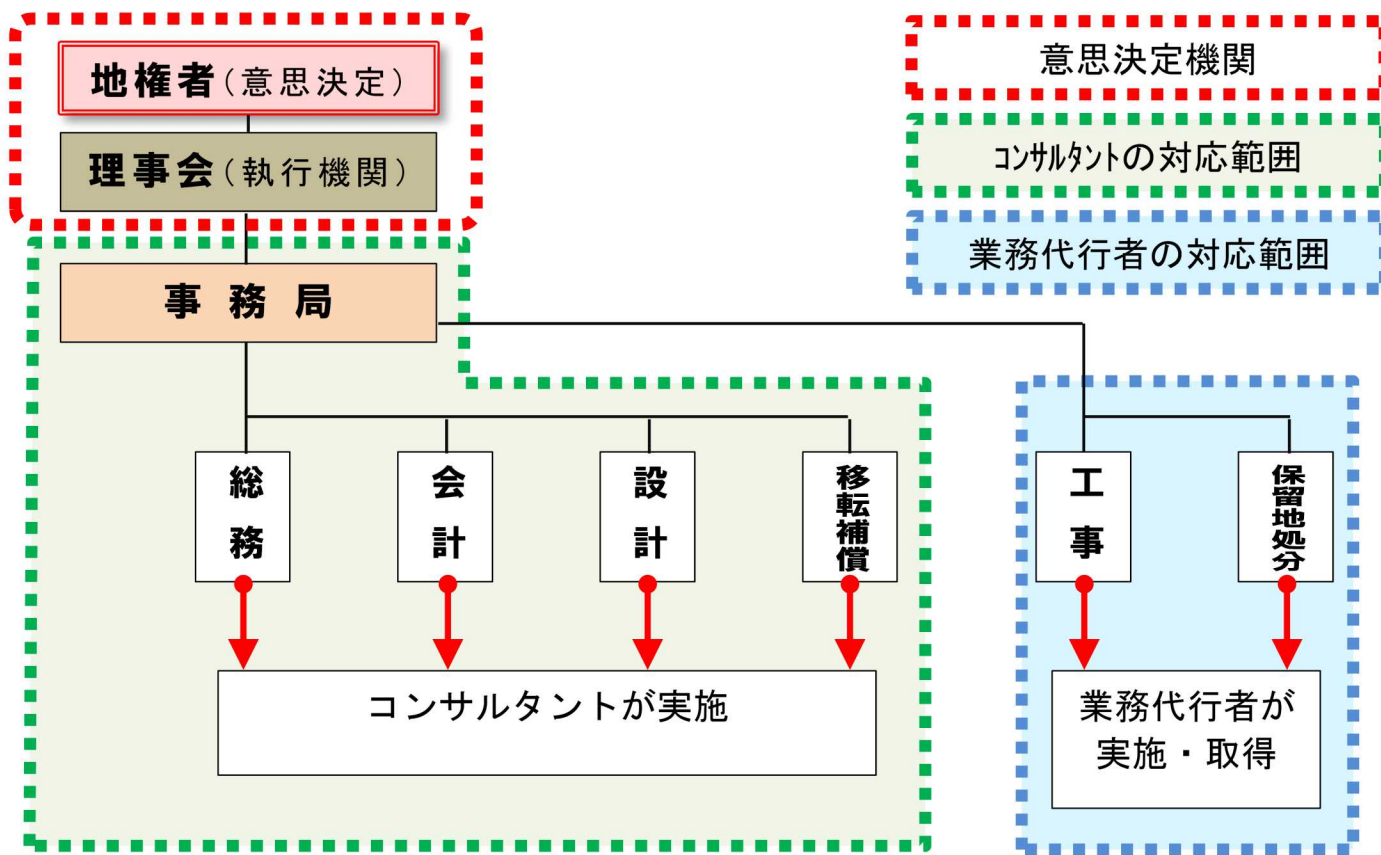 地権者(意思決定)
理事会(執行機関)
意思決定機関
コンサルタントの対応範囲
業務代行者の対応範囲
事務局
総務
会計
設計
移転補償
工事
保留地処分
コンサルタントが実施
業務代行者が
実施・取得